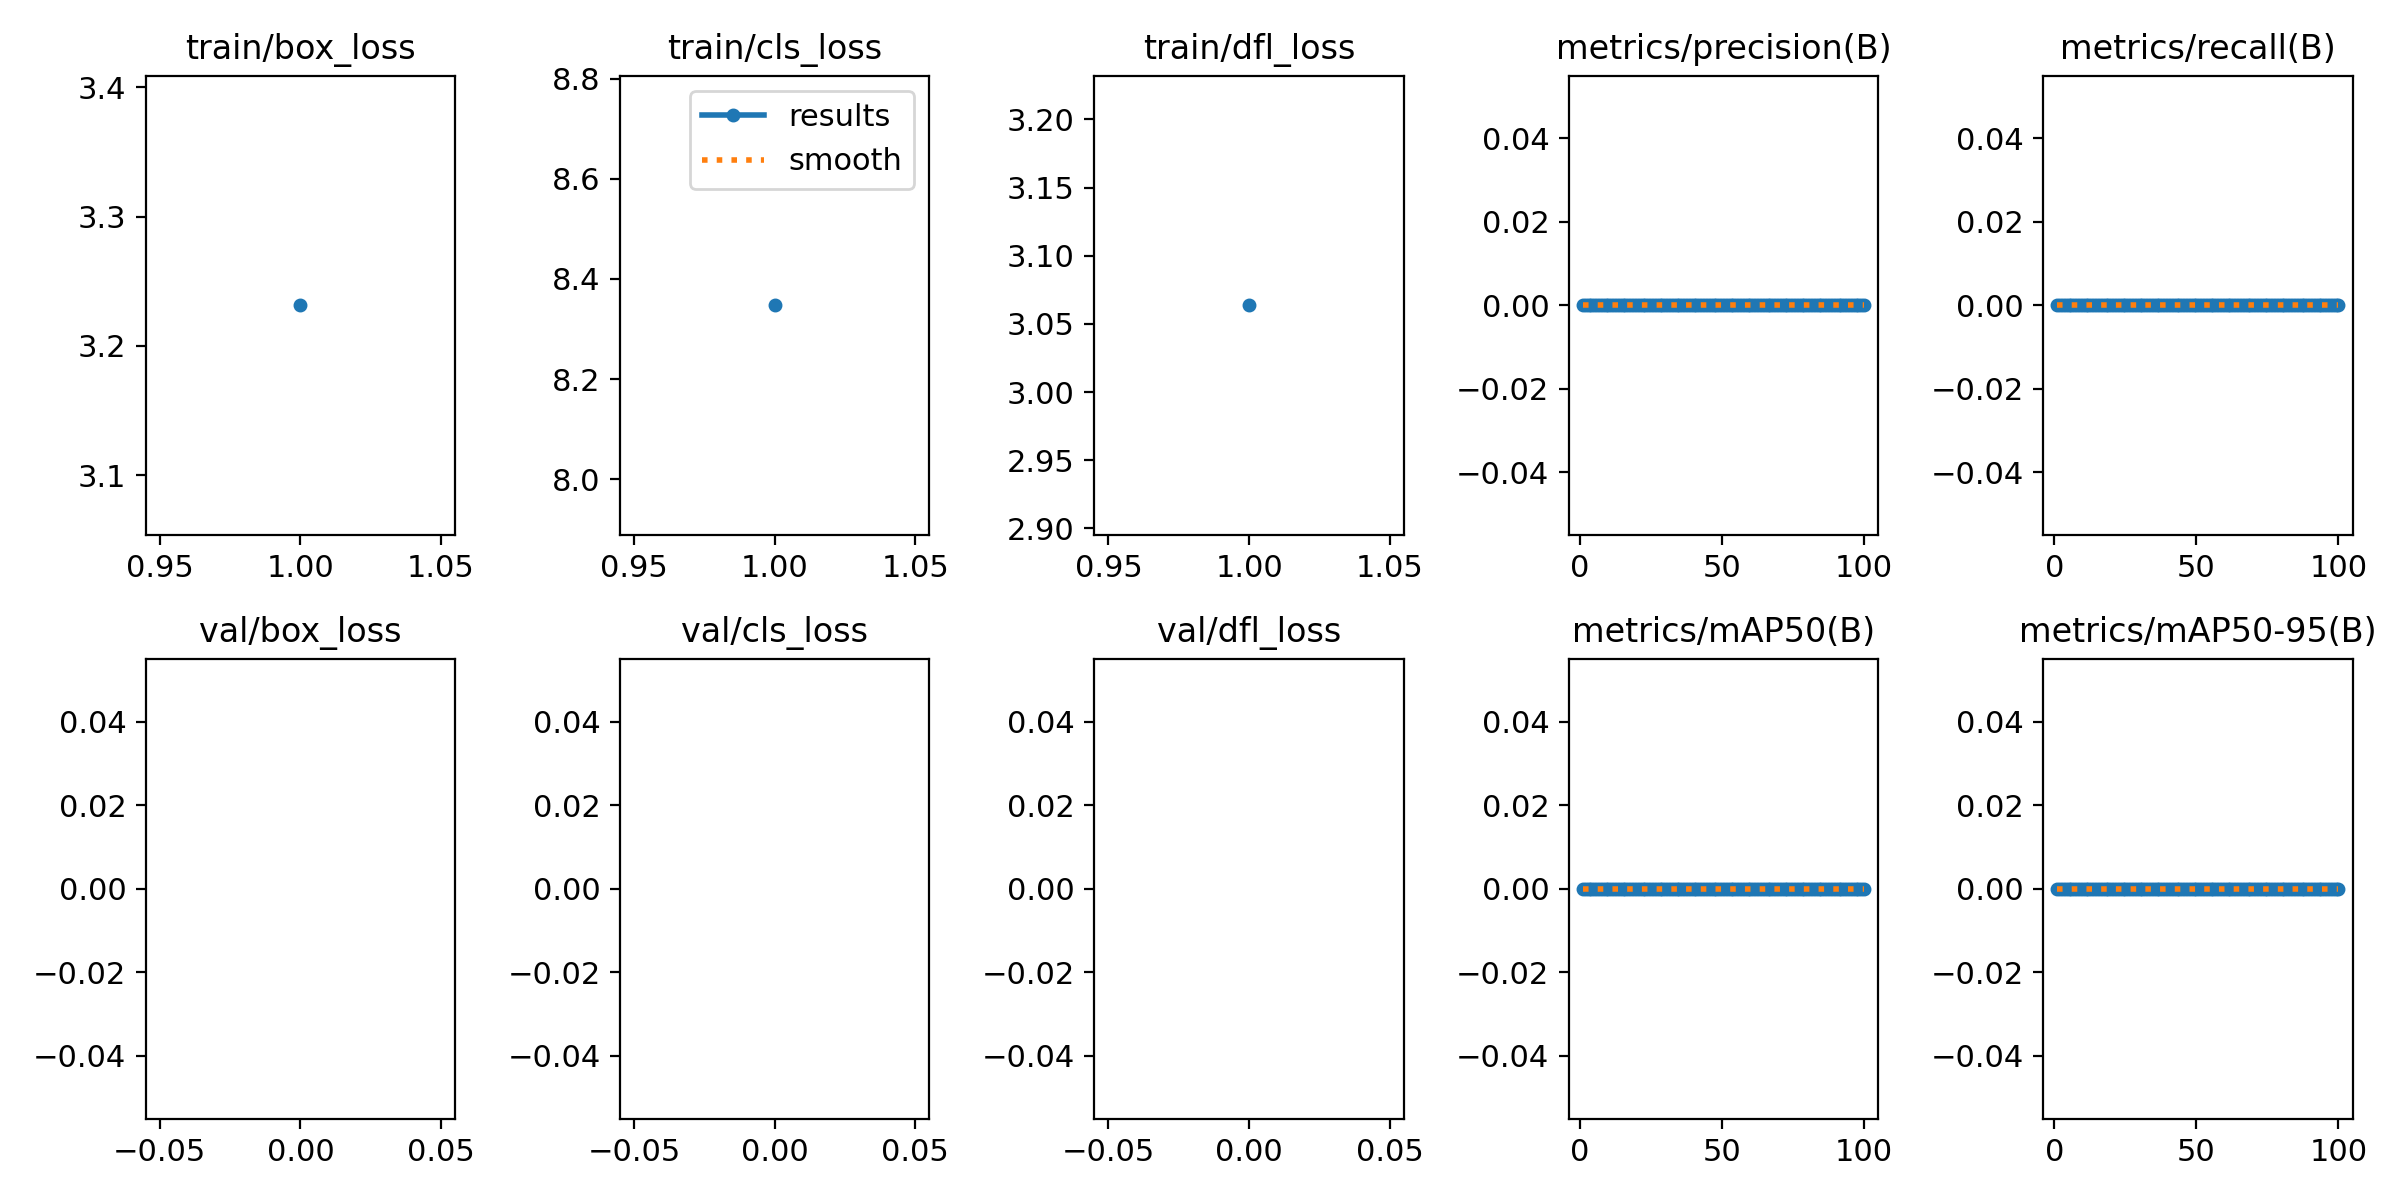 train/box_loss
3.4
3.3
3.2
3.1
0.95 1.00 1.05
train/cls_loss
8.8
8.6
8.4
8.2
8.0
results
smooth
0.95 1.00 1.05
train/dfl_loss
3.20
3.15
3.10
3.05
3.00
2.95
2.90
0.95 1.00 1.05
metrics/precision(B)
0.04
0.02
0.00
−0.02
−0.04
0 50 100
metrics/recall(B)
0.04
0.02
0.00
−0.02
−0.04
0 50 100
val/box_loss
0.04
0.02
0.00
−0.02
−0.04
−0.05 0.00 0.05
val/cls_loss
0.04
0.02
0.00
−0.02
−0.04
−0.05 0.00 0.05
val/dfl_loss
0.04
0.02
0.00
−0.02
−0.04
−0.05 0.00 0.05
metrics/mAP50(B)
0.04
0.02
0.00
−0.02
−0.04
0 50 100
metrics/mAP50-95(B)
0.04
0.02
0.00
−0.02
−0.04
0 50 100